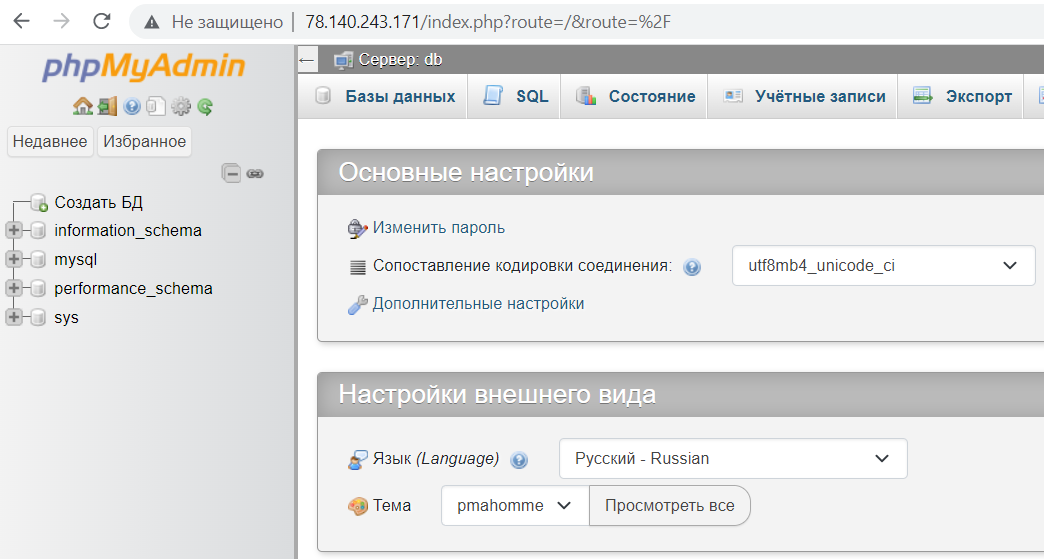 Не защищено | 78.140.243.171/index.php?route=/&route=%2F
phpMyAdmin
Недавнее Избранное
Создать БД
information_schema
mysql
performance_schema
sys
Сервер: db
Базы данных SQL Состояние Учётные записи Экспорт
Основные настройки
Изменить пароль
Сопоставление кодировки соединения: utf8mb4_unicode_ci
Дополнительные настройки
Настройки внешнего вида
Язык (Language) Русский - Russian
Тема pmahomme Просмотреть все